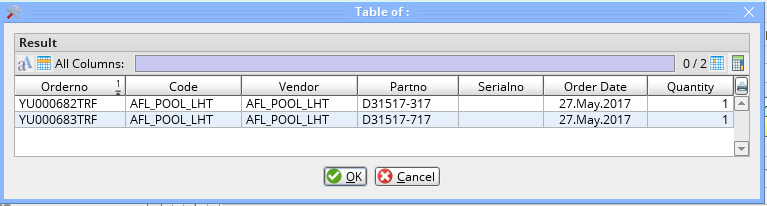 Table of :
Result
All Columns: 0 / 2
Orderno 1 Code Vendor Partno Serialno Order Date Quantity
YU000682TRF AFL_POOL_LHT AFL_POOL_LHT D31517-317 27.May.2017 1
YU000683TRF AFL_POOL_LHT AFL_POOL_LHT D31517-717 27.May.2017 1
OK Cancel